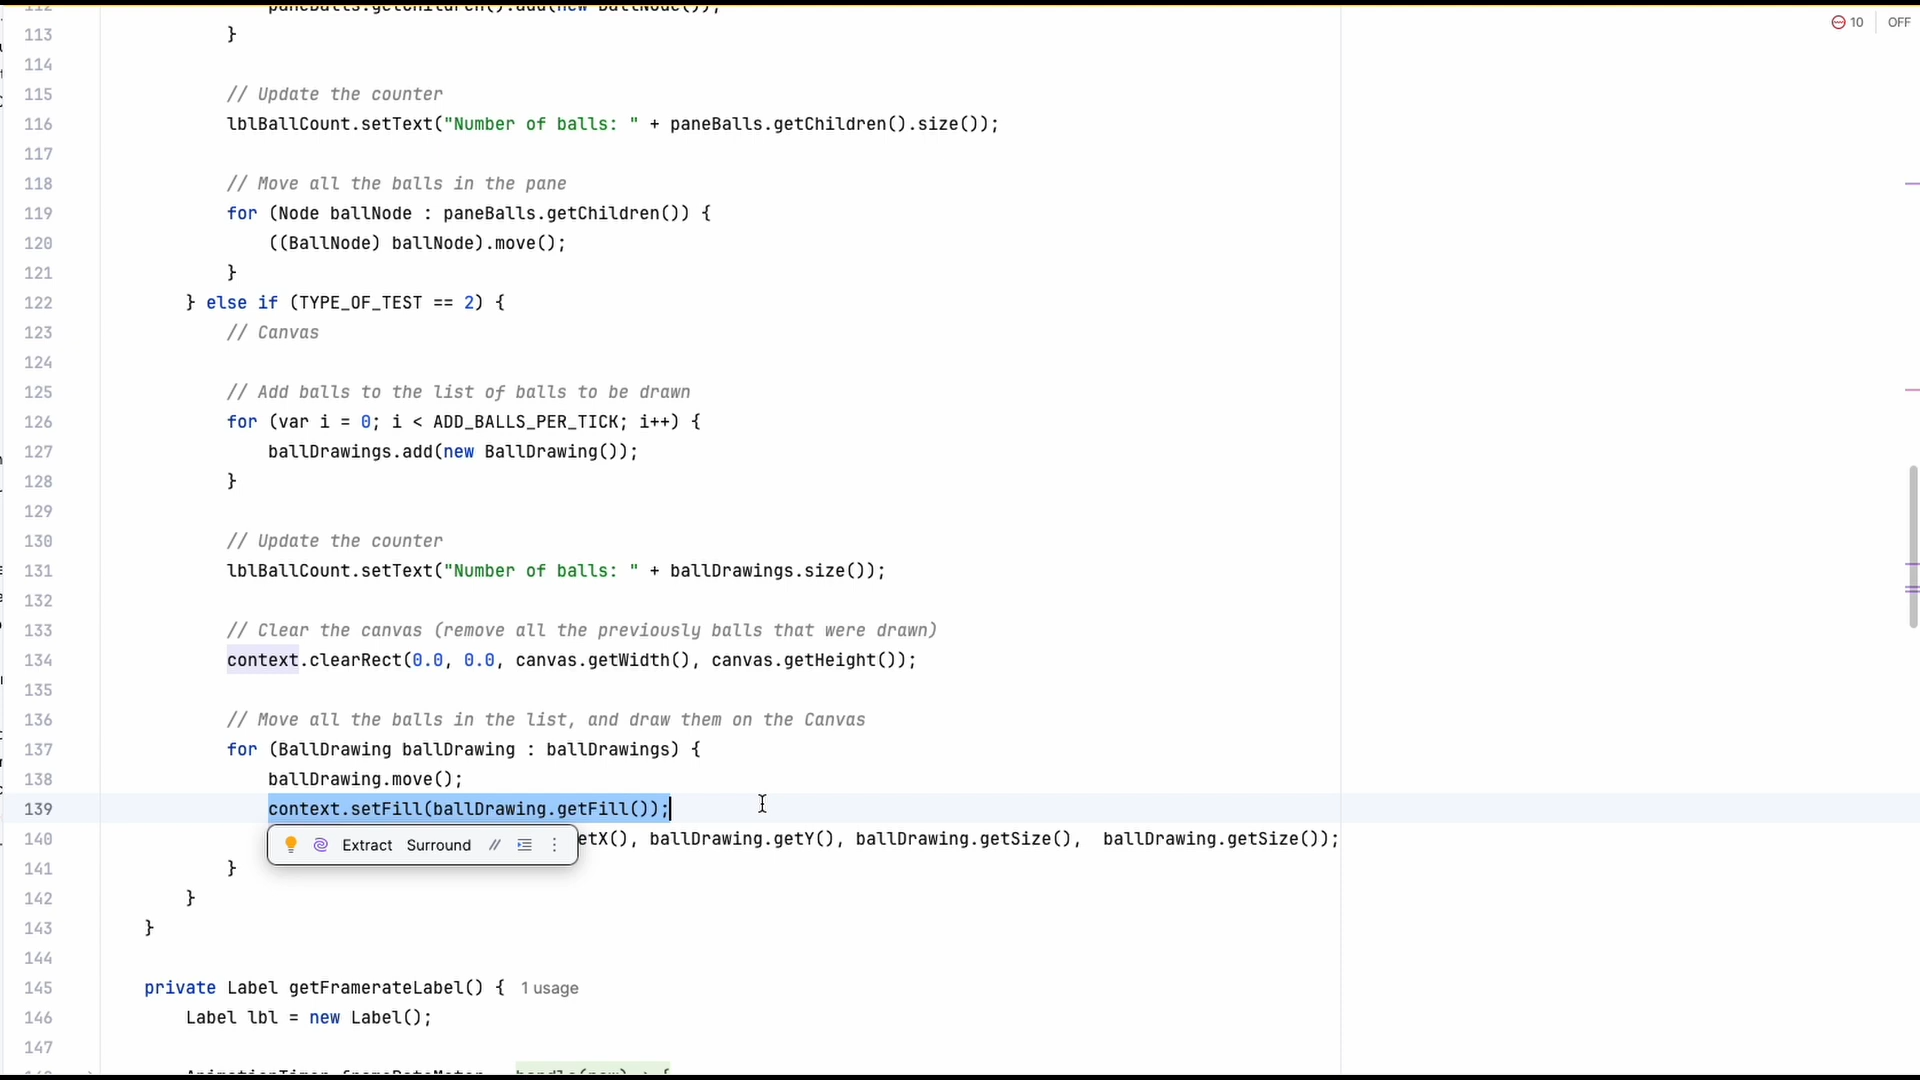 112 paneBalls.getChildren().add(new BallNode());
10 OFF
113 }
114
115 // Update the counter
116 lblBallCount.setText("Number of balls: " + paneBalls.getChildren().size());
117
118 // Move all the balls in the pane
119 for (Node ballNode : paneBalls.getChildren()) {
120 ((BallNode) ballNode).move();
121 }
122 } else if (TYPE_OF_TEST == 2) {
123 // Canvas
124
125 // Add balls to the list of balls to be drawn
126 for (var i = 0; i < ADD_BALLS_PER_TICK; i++) {
127 ballDrawings.add(new BallDrawing());
128 }
129
130 // Update the counter
131 lblBallCount.setText("Number of balls: " + ballDrawings.size());
132
133 // Clear the canvas (remove all the previously balls that were drawn)
134 context.clearRect(0.0, 0.0, canvas.getWidth(), canvas.getHeight());
135
136 // Move all the balls in the list, and draw them on the Canvas
137 for (BallDrawing ballDrawing : ballDrawings) {
138 ballDrawing.move();
139 context.setFill(ballDrawing.getFill());
140 etX(), ballDrawing.getY(), ballDrawing.getSize(), ballDrawing.getSize());
Extract Surround //
141 }
142 }
143 }
144
145 private Label getFramerateLabel() { 1 usage
146 Label lbl = new Label();
147